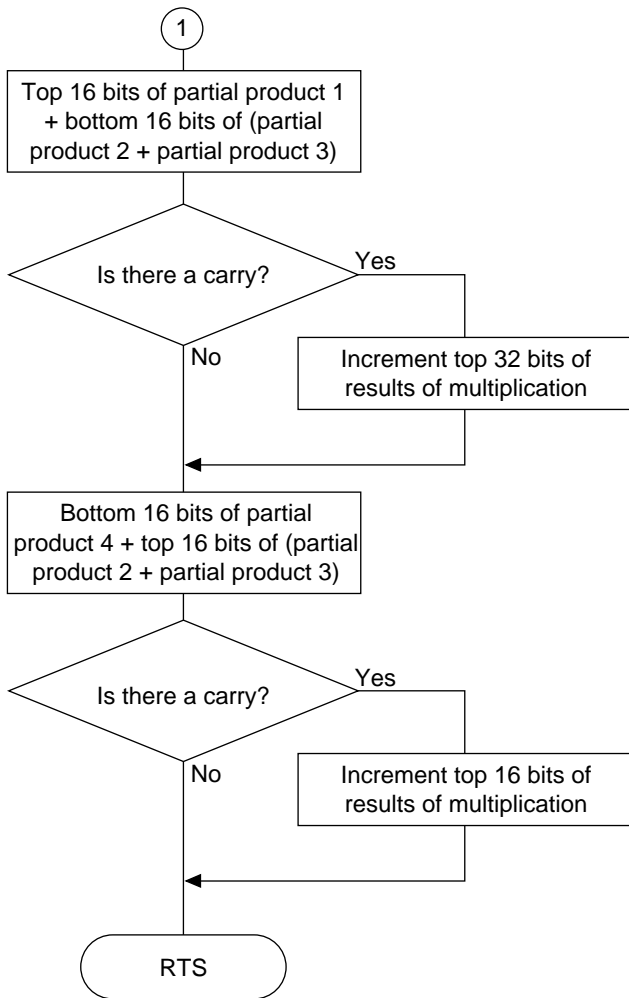 1
Top 16 bits of partial product 1
+ bottom 16 bits of (partial
product 2 + partial product 3)
Is there a carry?
Yes
No
Increment top 32 bits of
results of multiplication
Bottom 16 bits of partial
product 4 + top 16 bits of (partial
product 2 + partial product 3)
Is there a carry?
Yes
No
Increment top 16 bits of
results of multiplication
RTS